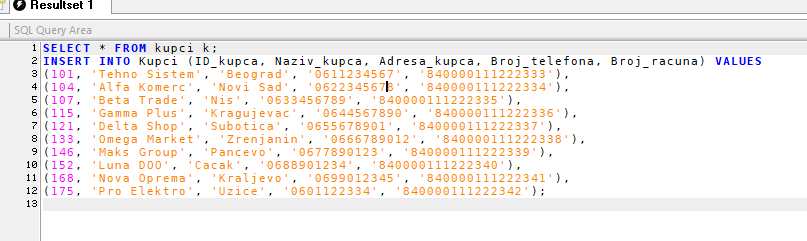 Resultset 1
SQL Query Area
1 SELECT * FROM kupci k;
2 INSERT INTO Kupci (ID_kupca, Naziv_kupca, Adresa_kupca, Broj_telefona, Broj_racuna) VALUES
3 (101, 'Tehno Sistem', 'Beograd', '0611234567', '840000111222333'),
4 (104, 'Alfa Komerc', 'Novi Sad', '0622345678', '840000111222334'),
5 (107, 'Beta Trade', 'Nis', '0633456789', '840000111222335'),
6 (115, 'Gamma Plus', 'Kragujevac', '0644567890', '840000111222336'),
7 (121, 'Delta Shop', 'Subotica', '0655678901', '840000111222337'),
8 (133, 'Omega Market', 'Zrenjanin', '0666789012', '840000111222338'),
9 (146, 'Maks Group', 'Pancevo', '0677890123', '840000111222339'),
10 (152, 'Luna DOO', 'Cacak', '0688901234', '840000111222340'),
11 (168, 'Nova Oprema', 'Kraljevo', '0699012345', '840000111222341'),
12 (175, 'Pro Elektro', 'Uzice', '0601122334', '840000111222342');
13